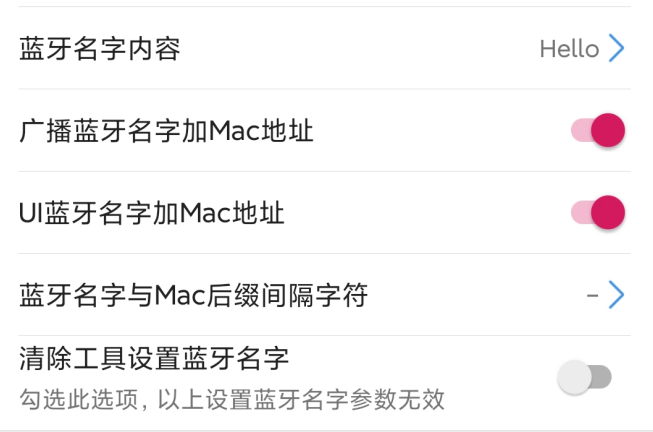 蓝牙名字内容 Hello
广播蓝牙名字加Mac地址
UI蓝牙名字加Mac地址
蓝牙名字与Mac后缀间隔字符 -
清除工具设置蓝牙名字
勾选此选项，以上设置蓝牙名字参数无效